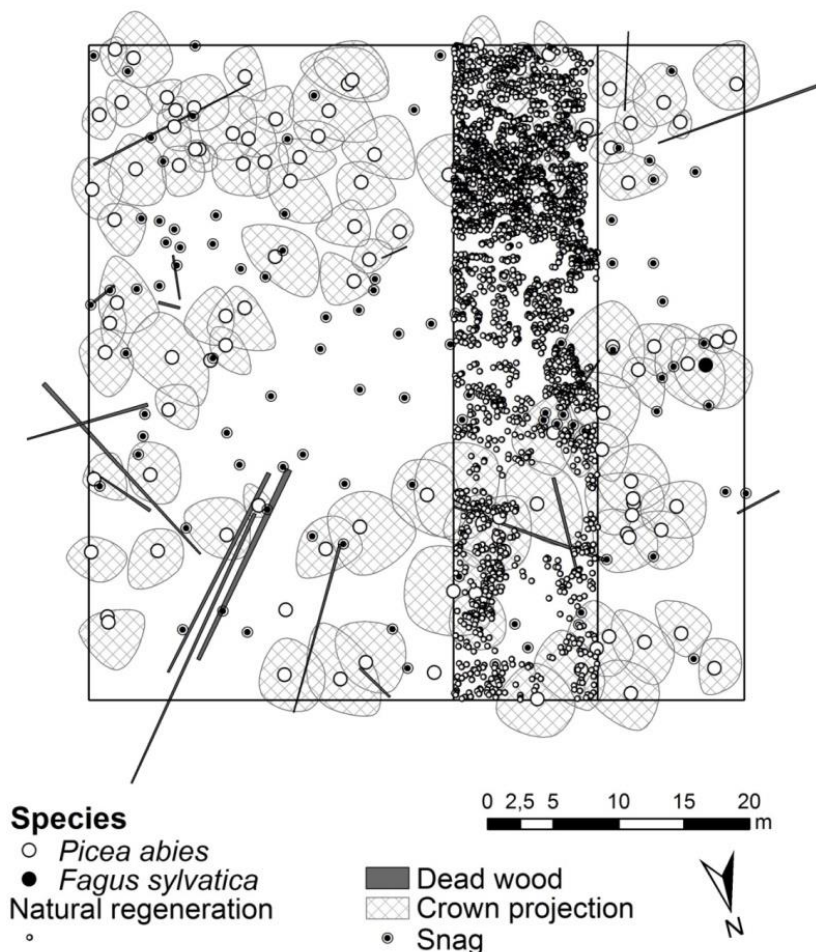 Species
Picea abies
Fagus sylvatica
Natural regeneration
0 2,5 5 10 15 20
m
Dead wood
Crown projection
Snag
N